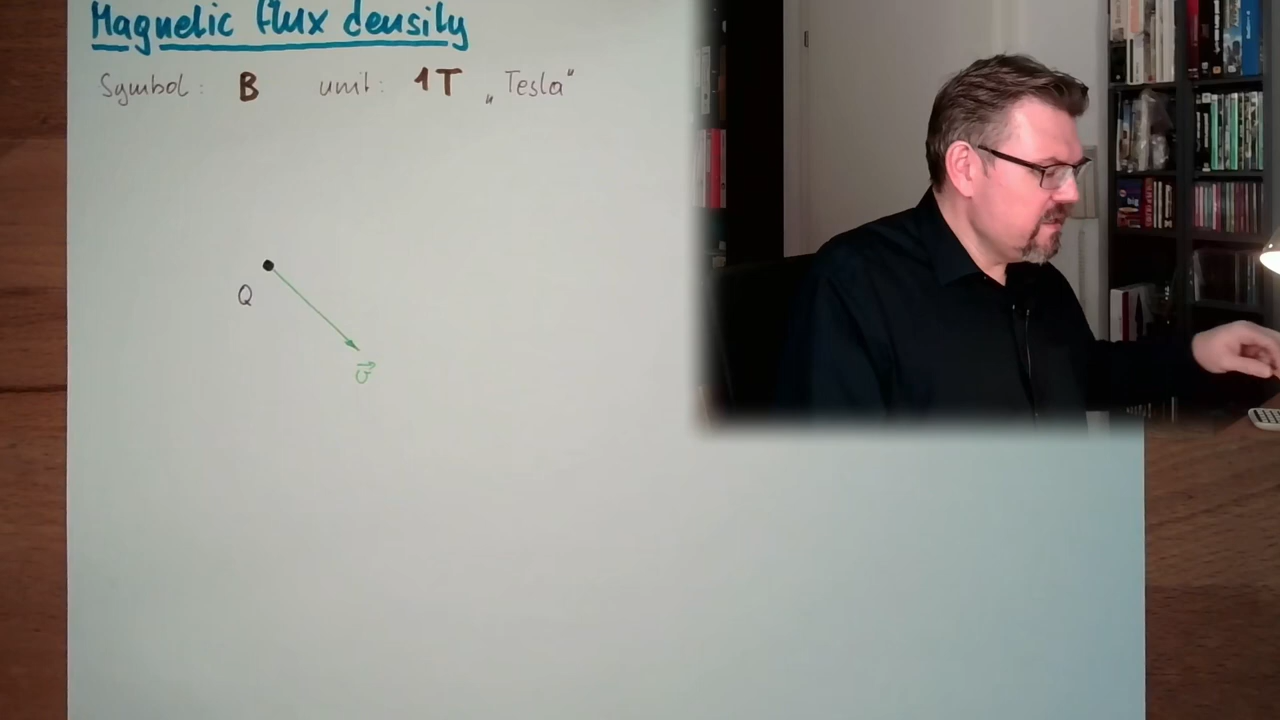 Magnetic flux density
Symbol: B unit: 1T „Tesla“
Q
v⃗